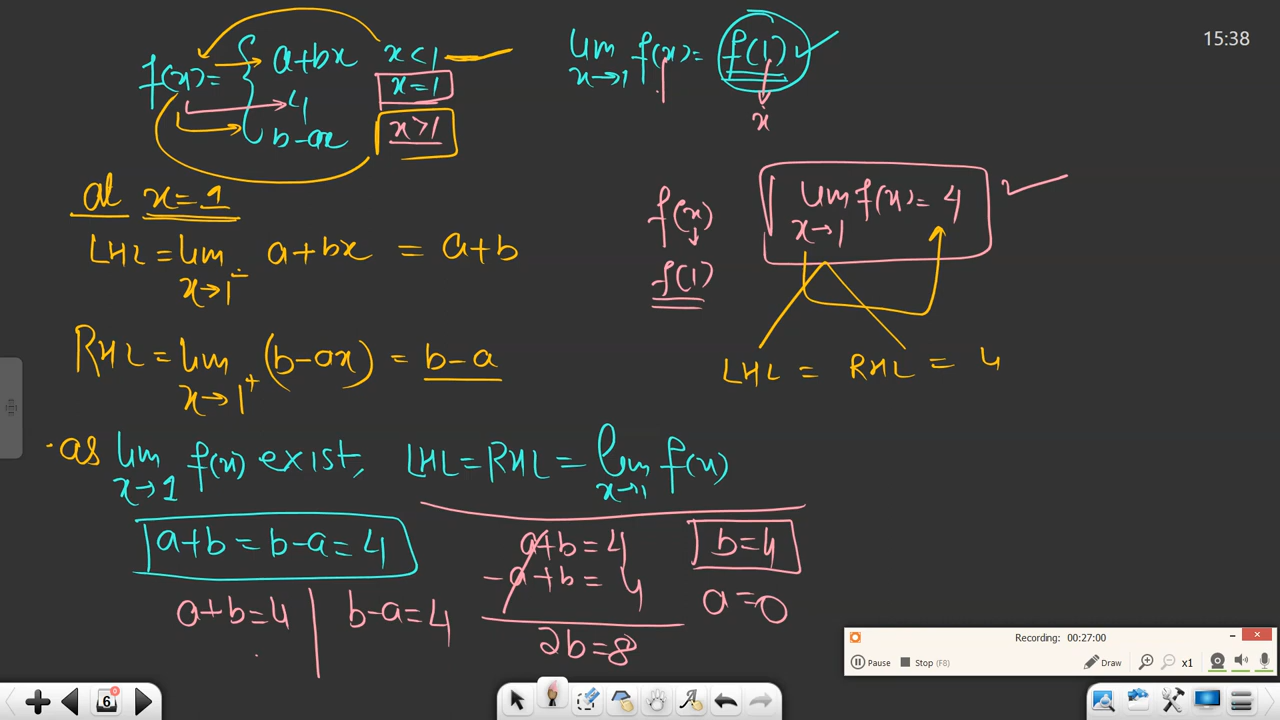 15:38
f(x)= { a+bx x<1
4 x=1
b-ax x>1
lim x→1 f(x)= f(1)
x
at x=1
f(x)
f(1)
lim x→1 f(x)= 4
LHL = RHL = 4
LHL = lim x→1⁻ a+bx = a+b
RHL = lim x→1⁺ (b-ax) = b-a
as lim x→1 f(x) exist, LHL=RHL = lim x→1 f(x)
a+b = b-a = 4
a+b=4 | b-a=4
a+b=4
-a+b=4
2b=8
b=4
a=0
Recording: 00:27:00
Pause Stop (F8) Draw x1
6 0